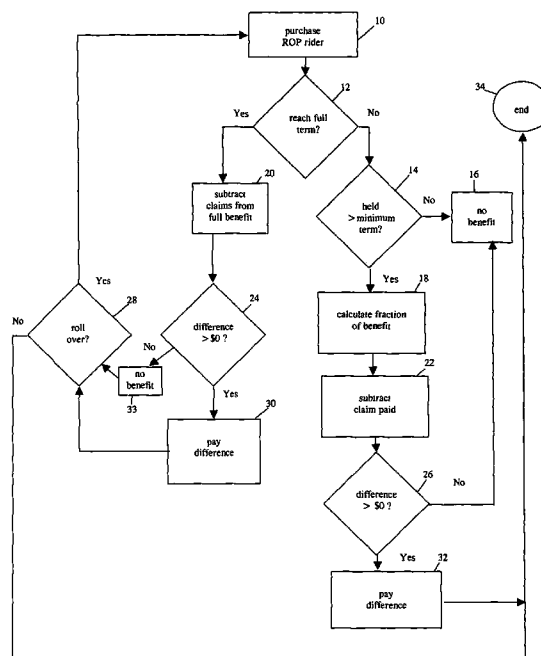 10
purchase
ROP rider
12
34
end
Yes
reach full
term?
No
20
14
16
subtract
claims from
full benefit
held
> minimum
term?
No
no
benefit
Yes
28
24
Yes
18
No
roll
over?
difference
> $0 ?
calculate fraction
of benefit
No
no
benefit
33
Yes
22
30
subtract
claim paid
pay
difference
26
difference
> $0 ?
No
Yes
32
pay
difference